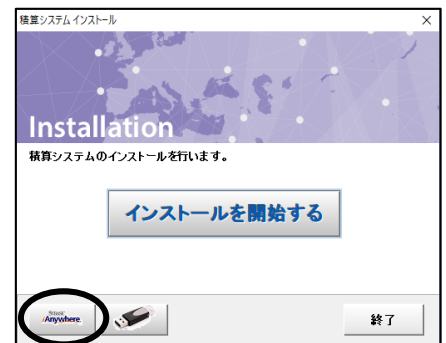 積算システム インストール
Installation
積算システムのインストールを行います。
インストールを開始する
Sybase
iAnywhere.
終了